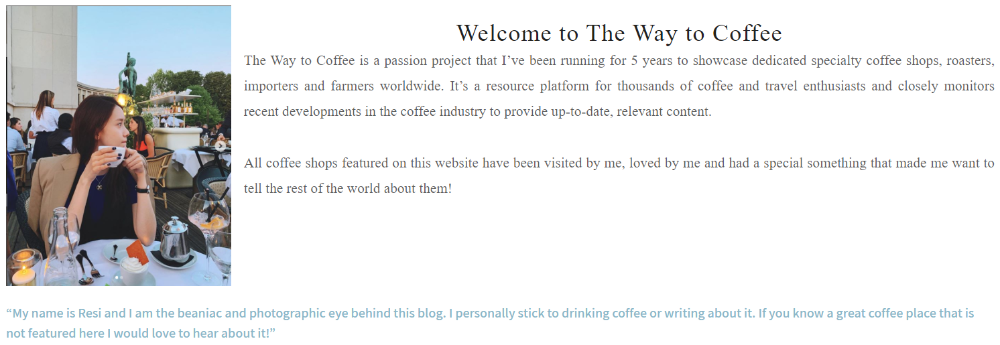 Welcome to The Way to Coffee
The Way to Coffee is a passion project that I’ve been running for 5 years to showcase dedicated specialty coffee shops, roasters,
importers and farmers worldwide. It’s a resource platform for thousands of coffee and travel enthusiasts and closely monitors
recent developments in the coffee industry to provide up-to-date, relevant content.
All coffee shops featured on this website have been visited by me, loved by me and had a special something that made me want to
tell the rest of the world about them!
“My name is Resi and I am the beaniac and photographic eye behind this blog. I personally stick to drinking coffee or writing about it. If you know a great coffee place that is
not featured here I would love to hear about it!”